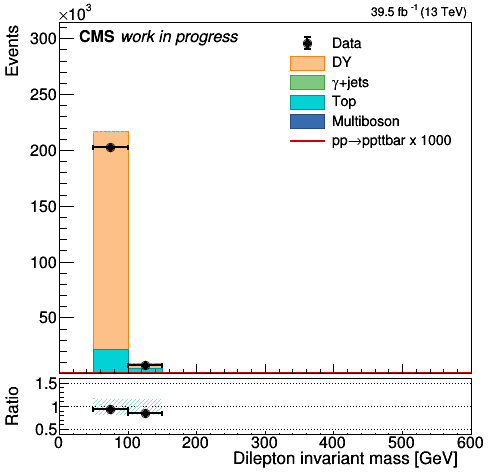 ×10³
39.5 fb⁻¹ (13 TeV)
CMS work in progress
Events
300
250
200
150
100
50
Data
DY
γ+jets
Top
Multiboson
pp→ppttbar x 1000
Ratio
1.5
1
0.5
0 100 200 300 400 500 600
Dilepton invariant mass [GeV]